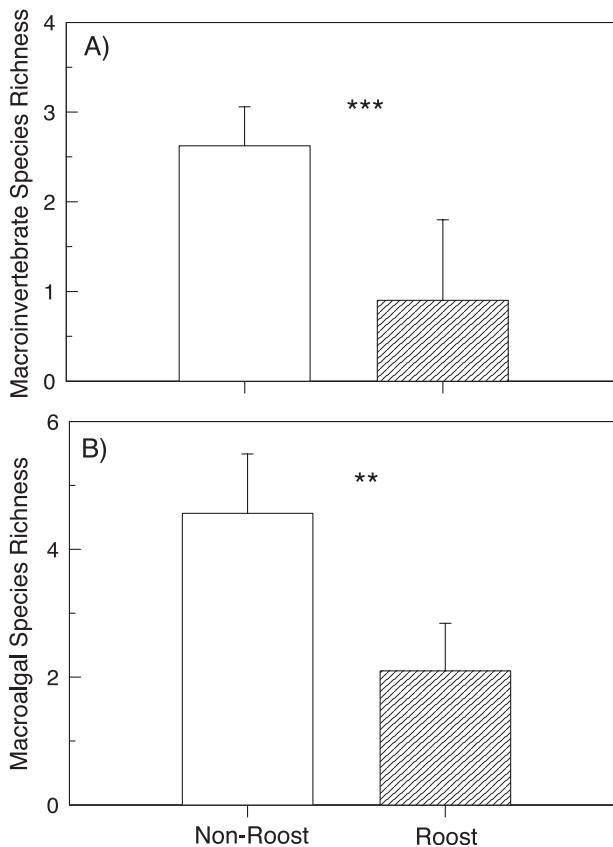 A)
***
Macroinvertebrate Species Richness
4
3
2
1
0
B)
**
Macroalgal Species Richness
6
4
2
0
Non-Roost Roost